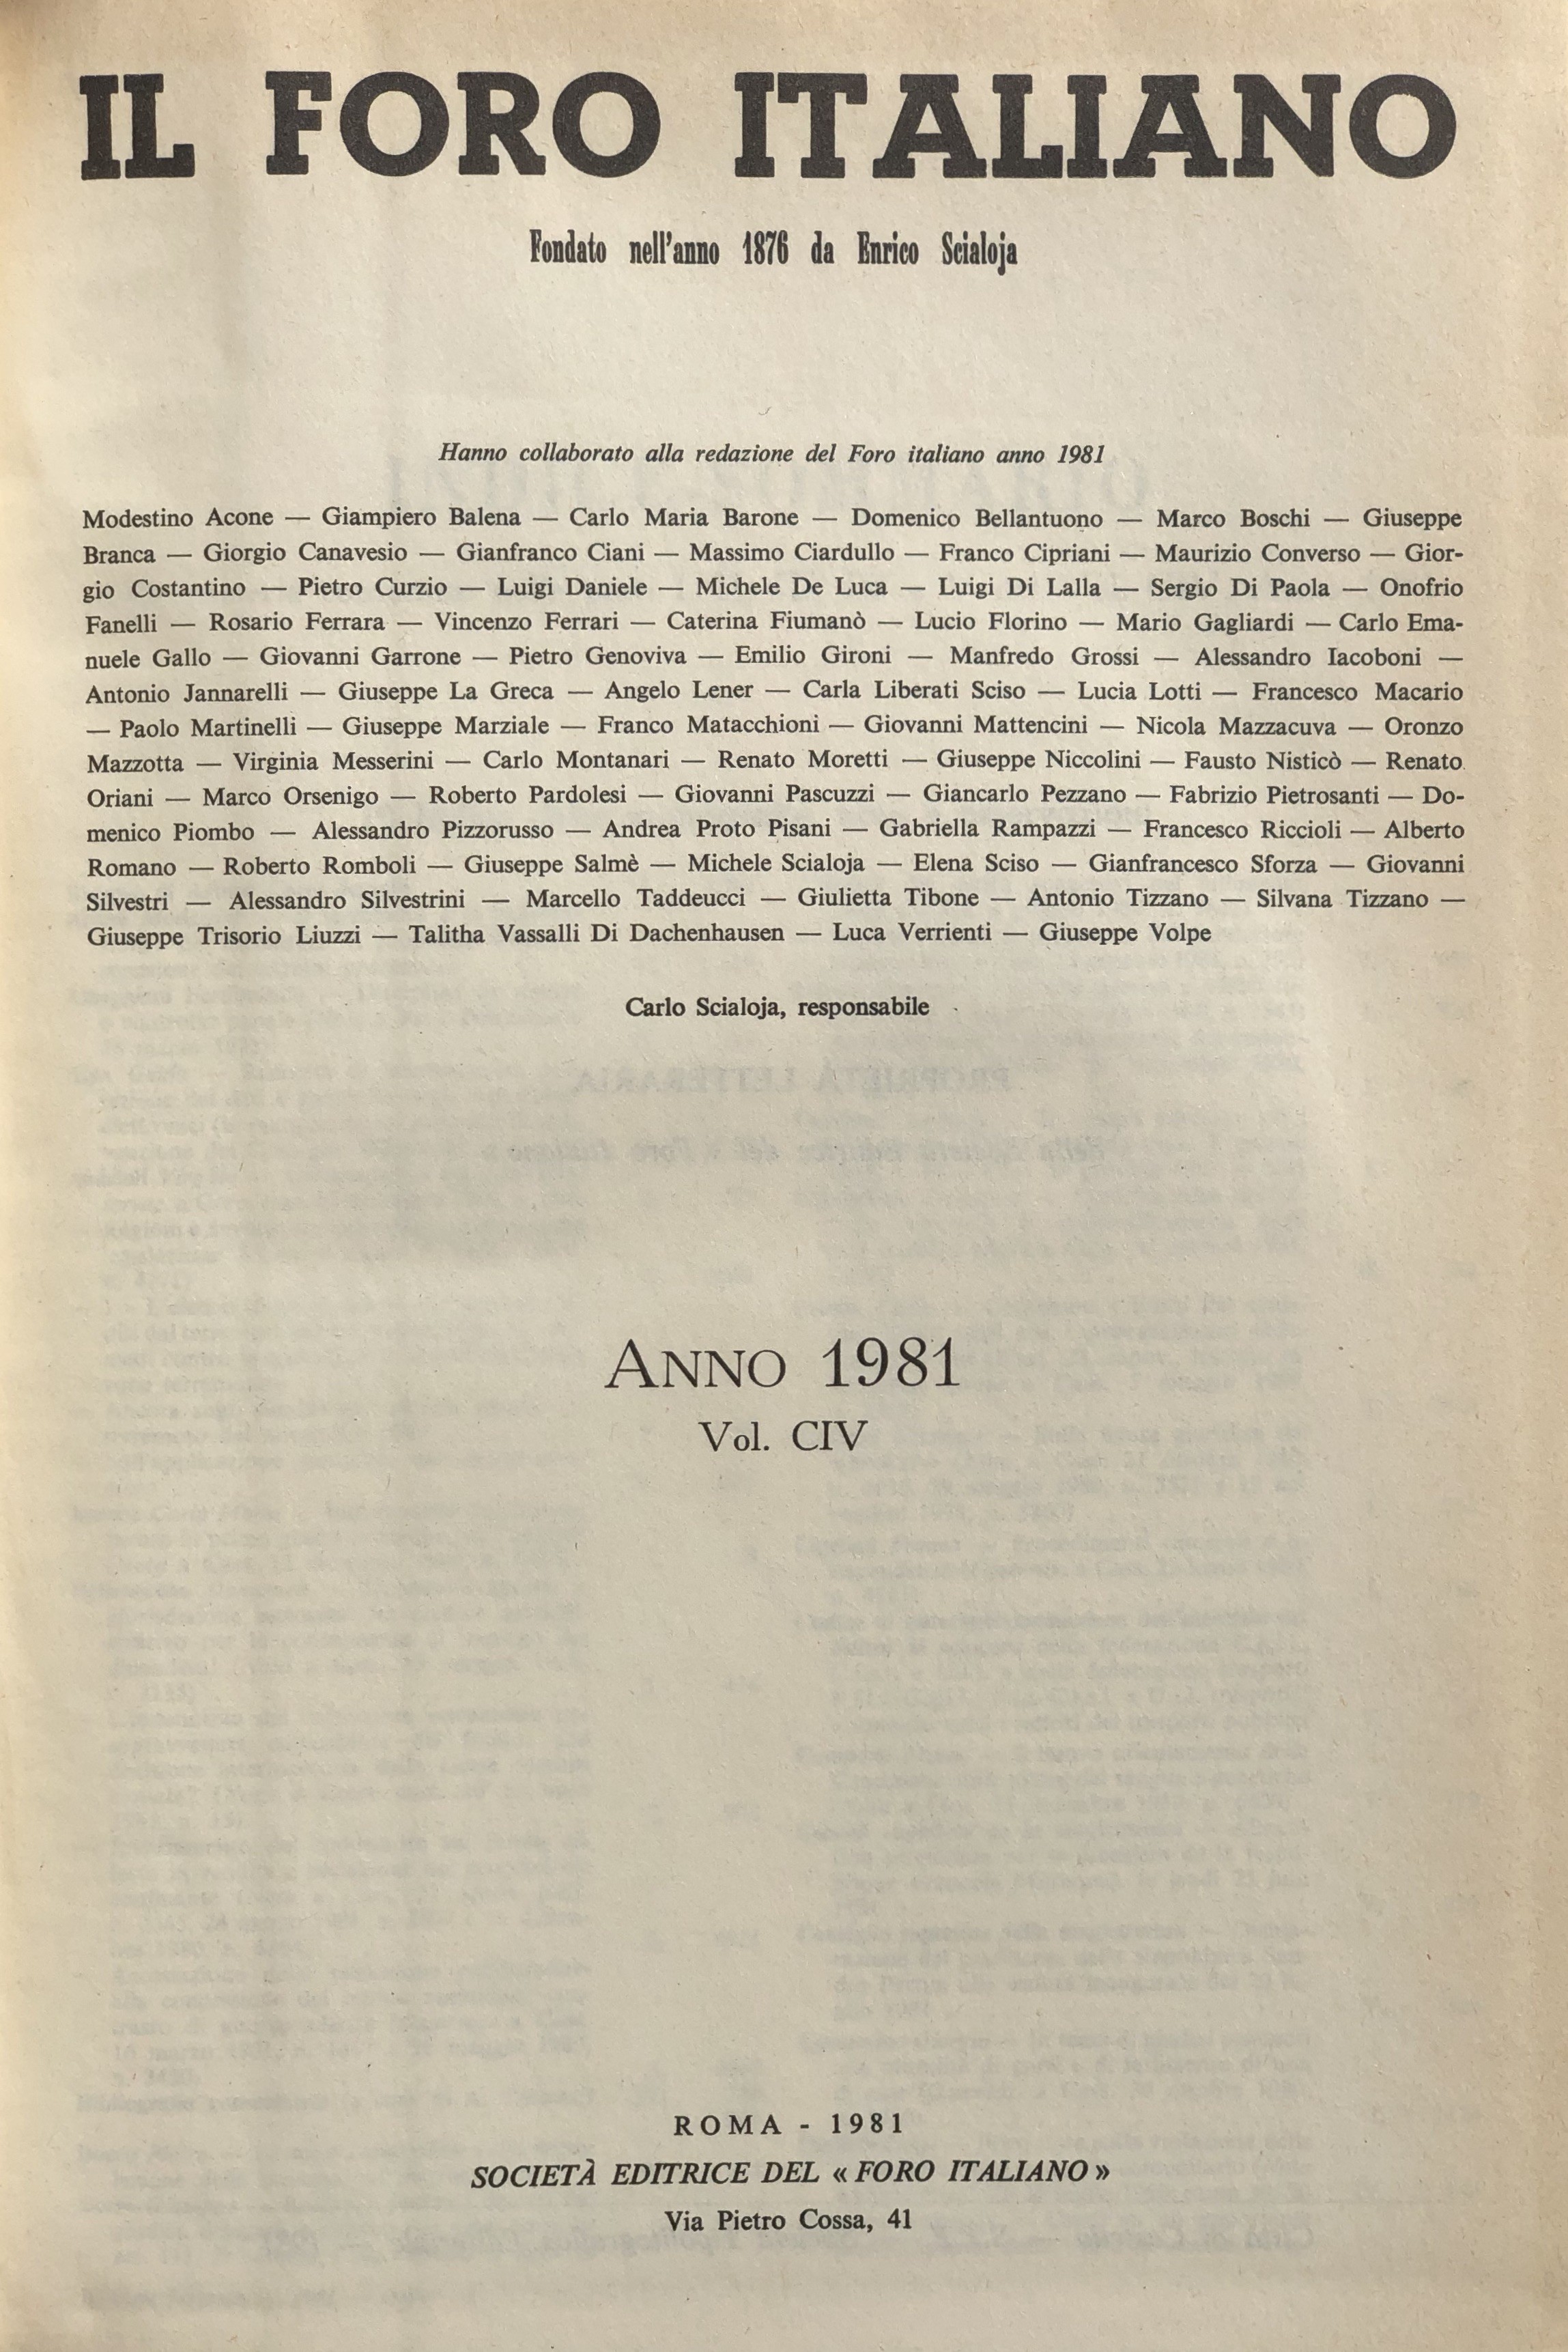 IL FORO ITALIANO
Fondato nell'anno 1876 da Enrico Scialoja
Hanno collaborato alla redazione del Foro italiano anno 1981
Modestino Acone — Giampiero Balena — Carlo Maria Barone — Domenico Bellantuono — Marco Boschi — Giuseppe
Branca — Giorgio Canavesio — Gianfranco Ciani — Massimo Ciardullo — Franco Cipriani — Maurizio Converso — Gior-
gio Costantino — Pietro Curzio — Luigi Daniele — Michele De Luca — Luigi Di Lalla — Sergio Di Paola — Onofrio
Fanelli — Rosario Ferrara — Vincenzo Ferrari — Caterina Fiumanò — Lucio Florino — Mario Gagliardi — Carlo Ema-
nuele Gallo — Giovanni Garrone — Pietro Genoviva — Emilio Gironi — Manfredo Grossi — Alessandro Iacoboni —
Antonio Jannarelli — Giuseppe La Greca — Angelo Lener — Carla Liberati Sciso — Lucia Lotti — Francesco Macario
— Paolo Martinelli — Giuseppe Marziale — Franco Matacchioni — Giovanni Mattencini — Nicola Mazzacuva — Oronzo
Mazzotta — Virginia Messerini — Carlo Montanari — Renato Moretti — Giuseppe Niccolini — Fausto Nisticò — Renato
Oriani — Marco Orsenigo — Roberto Pardolesi — Giovanni Pascuzzi — Giancarlo Pezzano — Fabrizio Pietrosanti — Do-
menico Piombo — Alessandro Pizzorusso — Andrea Proto Pisani — Gabriella Rampazzi — Francesco Riccioli — Alberto
Romano — Roberto Romboli — Giuseppe Salmè — Michele Scialoja — Elena Sciso — Gianfrancesco Sforza — Giovanni
Silvestri — Alessandro Silvestrini — Marcello Taddeucci — Giulietta Tibone — Antonio Tizzano — Silvana Tizzano —
Giuseppe Trisorio Liuzzi — Talitha Vassalli Di Dachenhausen — Luca Verrienti — Giuseppe Volpe
Carlo Scialoja, responsabile
ANNO 1981
Vol. CIV
ROMA - 1981
SOCIETÀ EDITRICE DEL « FORO ITALIANO »
Via Pietro Cossa, 41